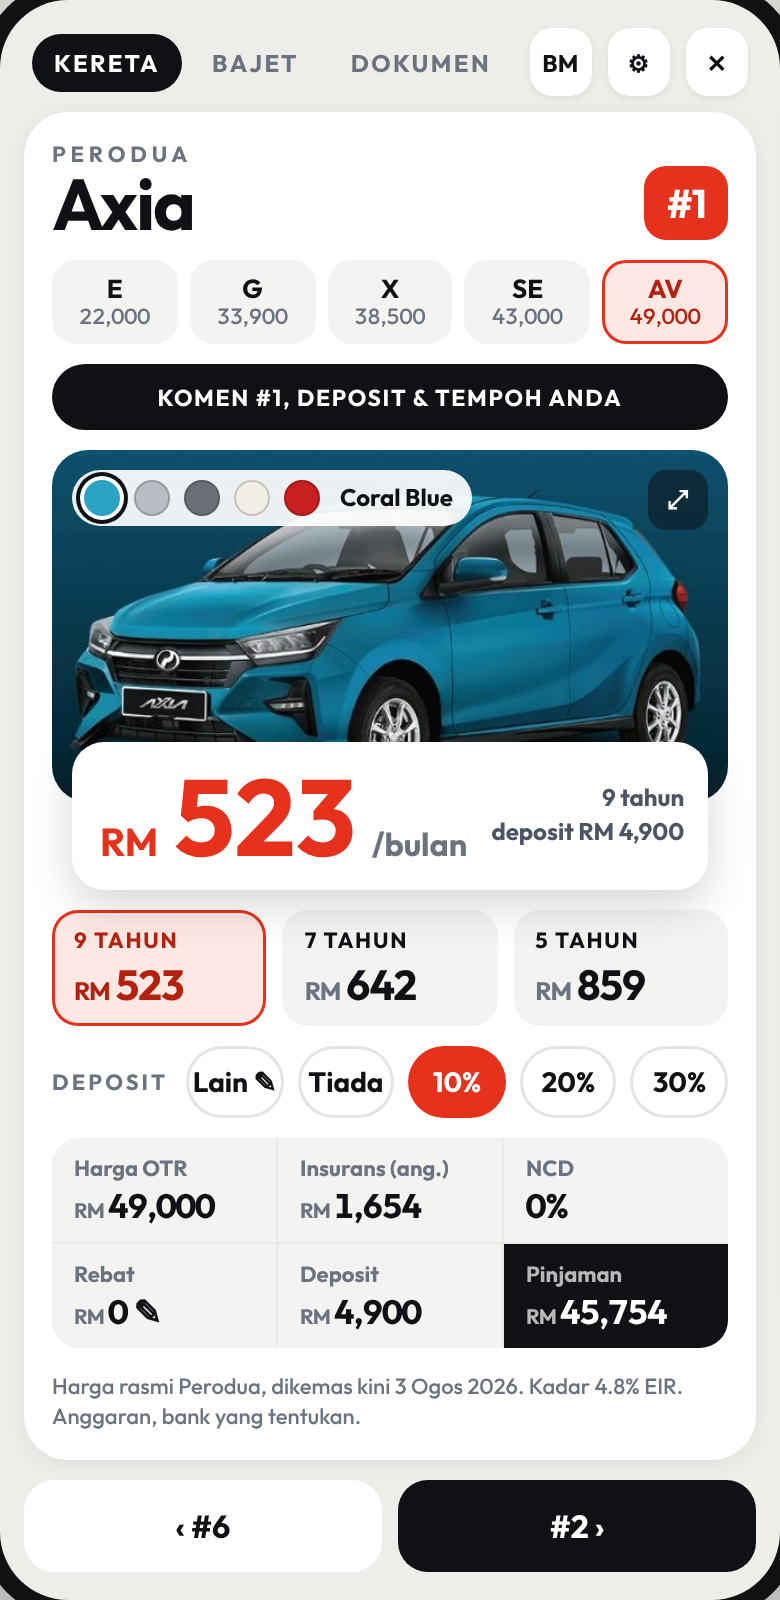 KERETA BAJET DOKUMEN BM ⚙ ✕
PERODUA
Axia
#1
E G X SE AV
22,000 33,900 38,500 43,000 49,000
KOMEN #1, DEPOSIT & TEMPOH ANDA
Coral Blue
AXIA
RM 523 /bulan
9 tahun
deposit RM 4,900
9 TAHUN 7 TAHUN 5 TAHUN
RM 523 RM 642 RM 859
DEPOSIT Lain ✎ Tiada 10% 20% 30%
Harga OTR Insurans (ang.) NCD
RM 49,000 RM 1,654 0%
Rebat Deposit Pinjaman
RM 0 ✎ RM 4,900 RM 45,754
Harga rasmi Perodua, dikemas kini 3 Ogos 2026. Kadar 4.8% EIR.
Anggaran, bank yang tentukan.
‹ #6 #2 ›